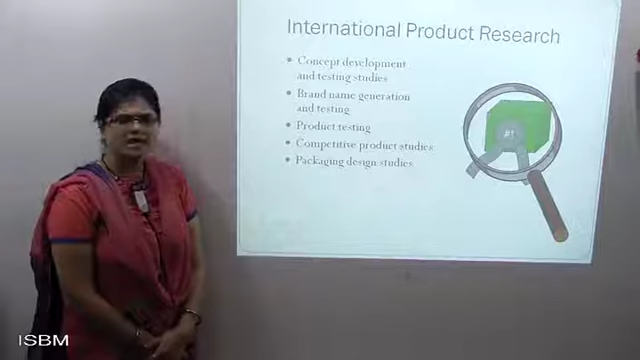 International Product Research
Concept development
and testing studies
Brand name generation
and testing
Product testing
Competitive product studies
Packaging design studies
#1
ISBM